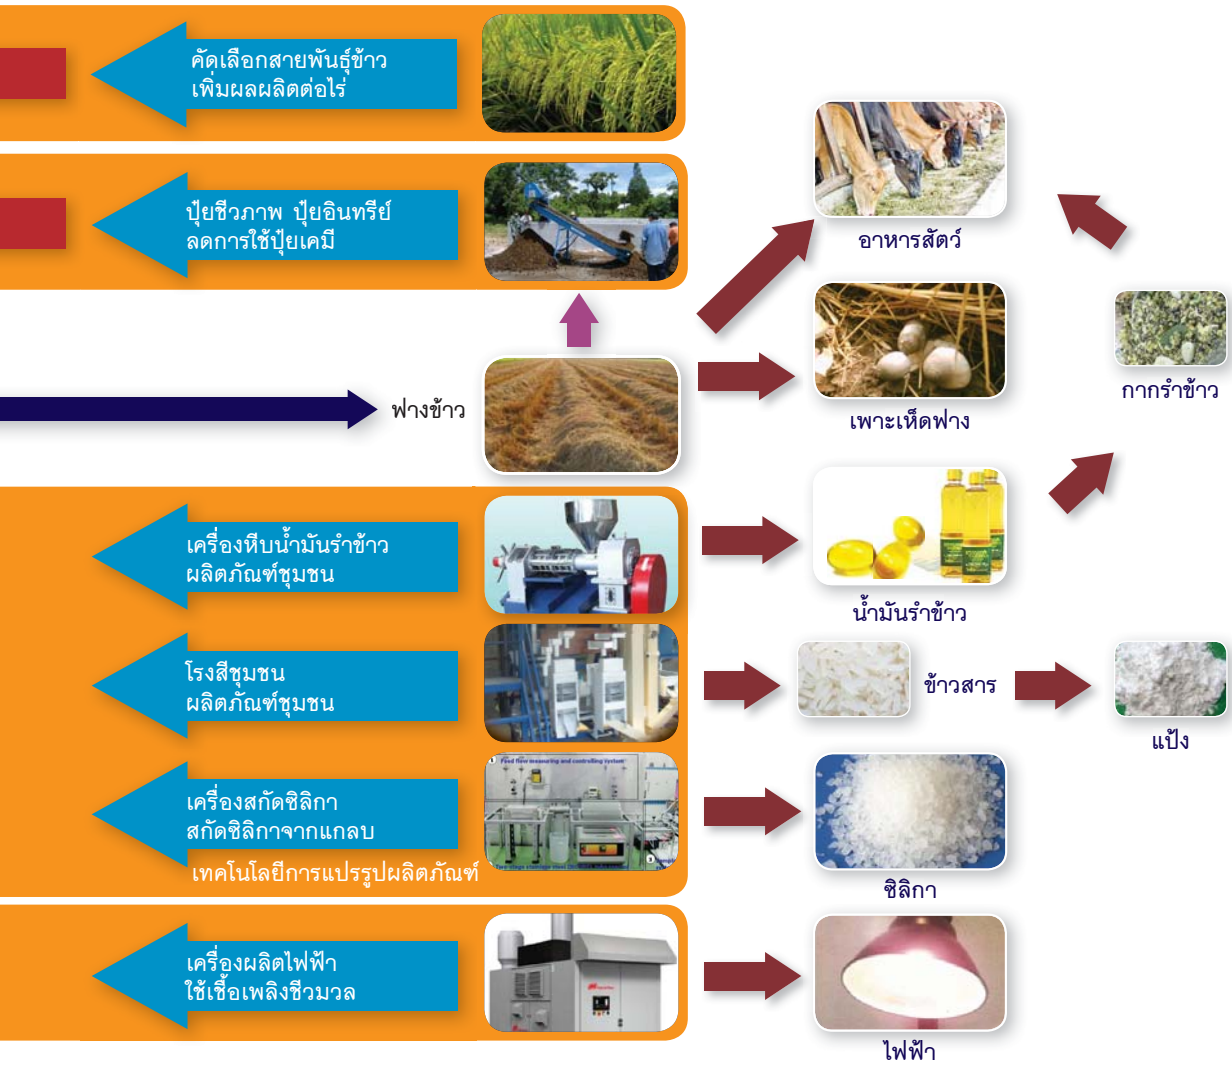 คัดเลือกสายพันธุ์ข้าว
เพิ่มผลผลิตต่อไร่
ปุ๋ยชีวภาพ ปุ๋ยอินทรีย์
ลดการใช้ปุ๋ยเคมี
อาหารสัตว์
กากรำข้าว
ฟางข้าว
เพาะเห็ดฟาง
เครื่องหีบน้ำมันรำข้าว
ผลิตภัณฑ์ชุมชน
น้ำมันรำข้าว
โรงสีชุมชน
ผลิตภัณฑ์ชุมชน
ข้าวสาร
แป้ง
1 Feed flow measuring and controlling system
เครื่องสกัดซิลิกา
สกัดซิลิกาจากแกลบ
3
เทคโนโลยีการแปรรูปผลิตภัณฑ์
ซิลิกา
เครื่องผลิตไฟฟ้า
ใช้เชื้อเพลิงชีวมวล
ไฟฟ้า